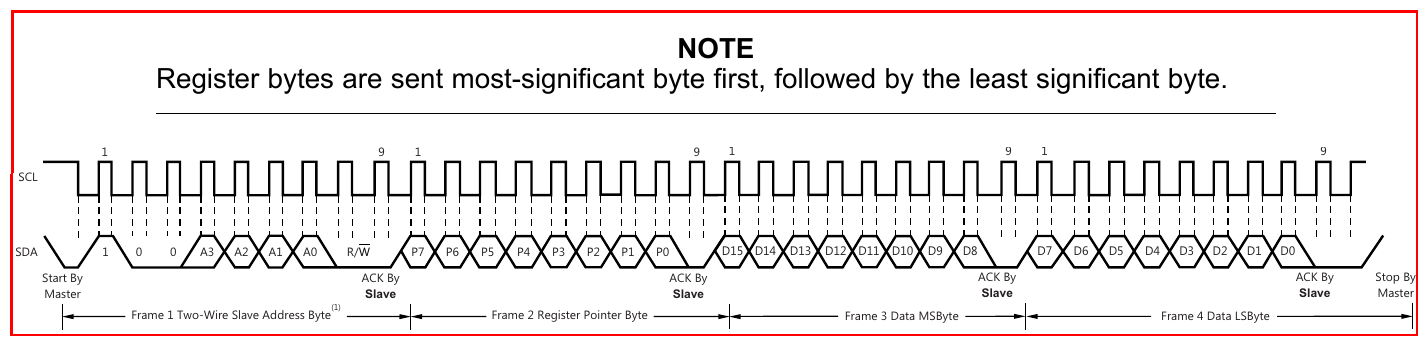 NOTE
Register bytes are sent most-significant byte first, followed by the least significant byte.
1 9 1 9 1 9 1 9
SCL
SDA 1 0 0 A3 A2 A1 A0 R/W̅ P7 P6 P5 P4 P3 P2 P1 P0 D15 D14 D13 D12 D11 D10 D9 D8 D7 D6 D5 D4 D3 D2 D1 D0
Start By ACK By ACK By ACK By ACK By Stop By
Master Slave Slave Slave Slave Master
Frame 1 Two-Wire Slave Address Byte(1) Frame 2 Register Pointer Byte Frame 3 Data MSByte Frame 4 Data LSByte